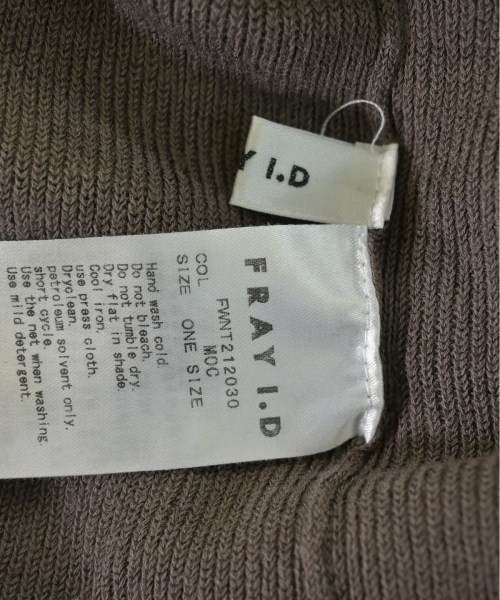 Y I.D
FRAY I.D
FWNT212030
COL MOC
SIZE ONE SIZE
Hand wash cold.
Do not bleach.
Do not tumble dry.
Dry flat in shade.
Cool iron.
use press cloth.
Dryclean.
petroleum solvent only.
short cycle.
Use the net when washing.
Use mild detergent.